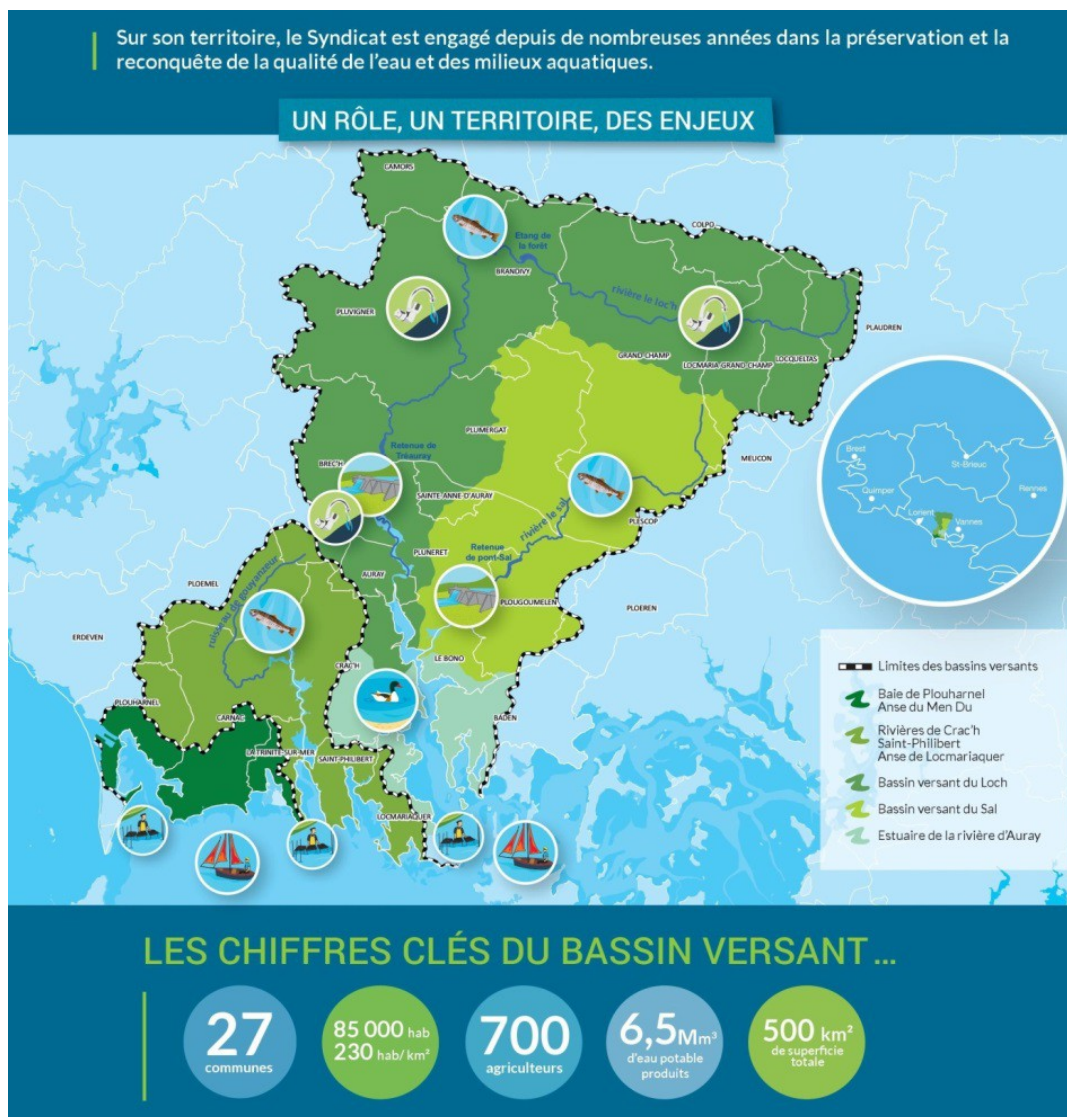 Sur son territoire, le Syndicat est engagé depuis de nombreuses années dans la préservation et la
reconquête de la qualité de l'eau et des milieux aquatiques.
UN RÔLE, UN TERRITOIRE, DES ENJEUX
CAMORS
COLPO
Etang de
la forêt
BRANDIVY
rivière le loc'h
PLUVIGNER
PLAUDREN
GRAND-CHAMP
LOCMARIA-GRAND-CHAMP
LOCQUELTAS
PLUMERGAT
Retenue de
Tréauray
BREC'H
MEUCON
SAINTE-ANNE-D'AURAY
rivière le sal
PLESCOP
PLUNERET
Retenue
de pont-Sal
AURAY
PLOEMEL
ruisseau de gouyanzeur
PLOUGOUMELEN
PLOEREN
ERDEVEN
CRAC'H
LE BONO
PLOUHARNEL
CARNAC
BADEN
LA TRINITE-SUR-MER
SAINT-PHILIBERT
LOCMARIAQUER
Brest
St-Brieuc
Quimper
Rennes
Lorient
Vannes
Limites des bassins versants
Baie de Plouharnel
Anse du Men Du
Rivières de Crac'h
Saint-Philibert
Anse de Locmariaquer
Bassin versant du Loch
Bassin versant du Sal
Estuaire de la rivière d'Auray
LES CHIFFRES CLÉS DU BASSIN VERSANT ...
27
communes
85 000 hab
230 hab/ km²
700
agriculteurs
6,5Mm³
d'eau potable
produits
500 km²
de superficie
totale